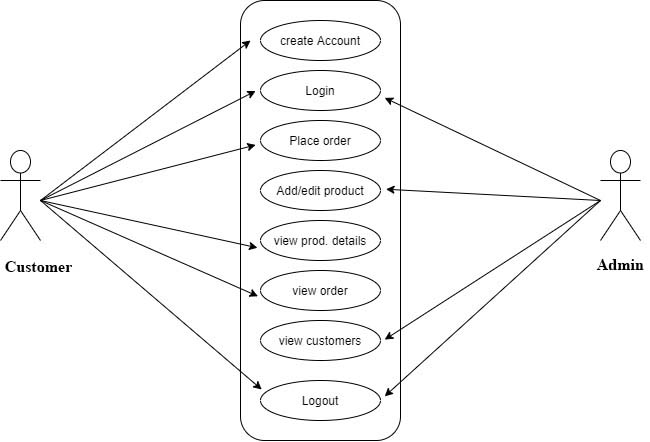 create Account
Login
Place order
Add/edit product
view prod. details
view order
view customers
Logout
Customer
Admin